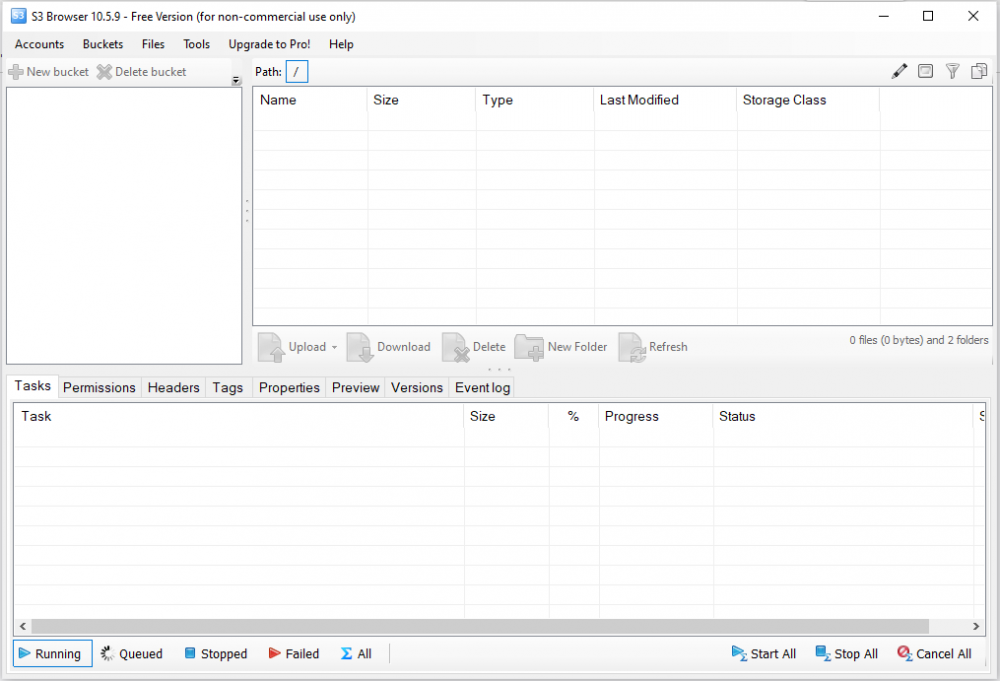 S3 S3 Browser 10.5.9 - Free Version (for non-commercial use only)
Accounts Buckets Files Tools Upgrade to Pro! Help
New bucket Delete bucket
Path: /
Name Size Type Last Modified Storage Class
Upload Download Delete New Folder Refresh
0 files (0 bytes) and 2 folders
Tasks Permissions Headers Tags Properties Preview Versions Event log
Task Size % Progress Status
Running Queued Stopped Failed All
Start All Stop All Cancel All